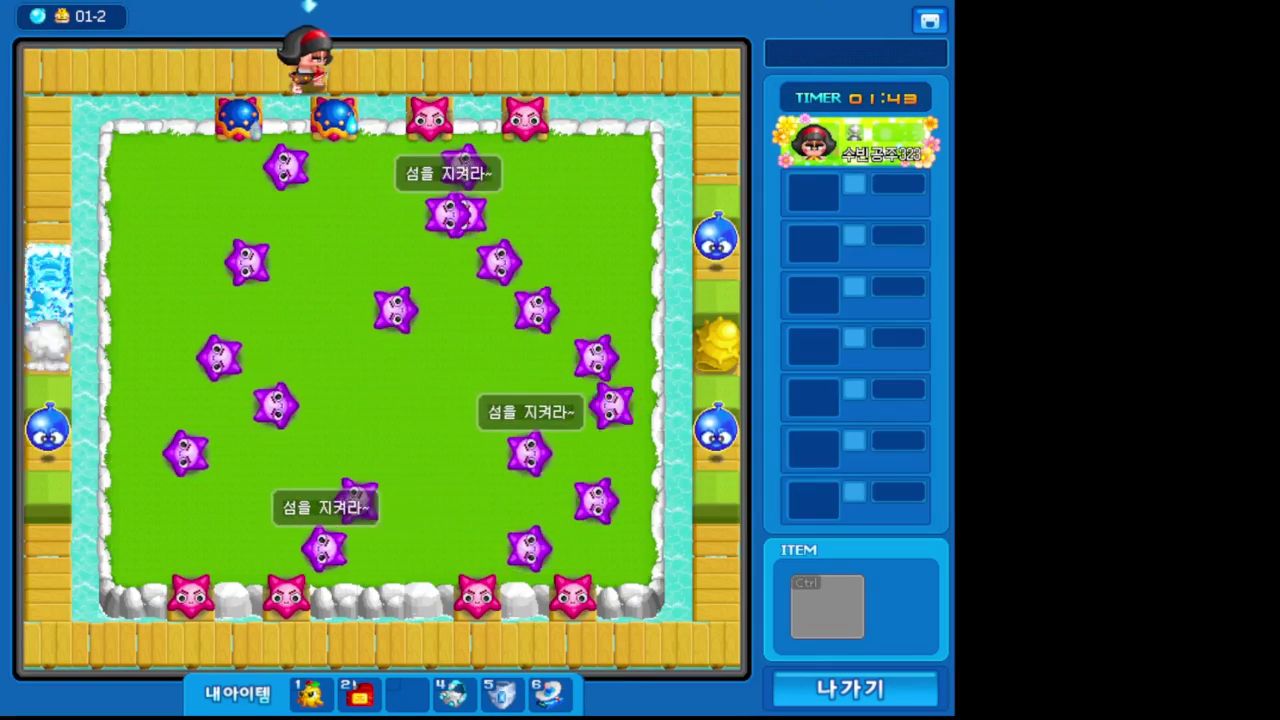 01-2
TIMER 01:43
수빈공주323
섬을 지켜라~
섬을 지켜라~
섬을 지켜라~
ITEM
Ctrl
내아이템
1 2 4 5 6
나가기